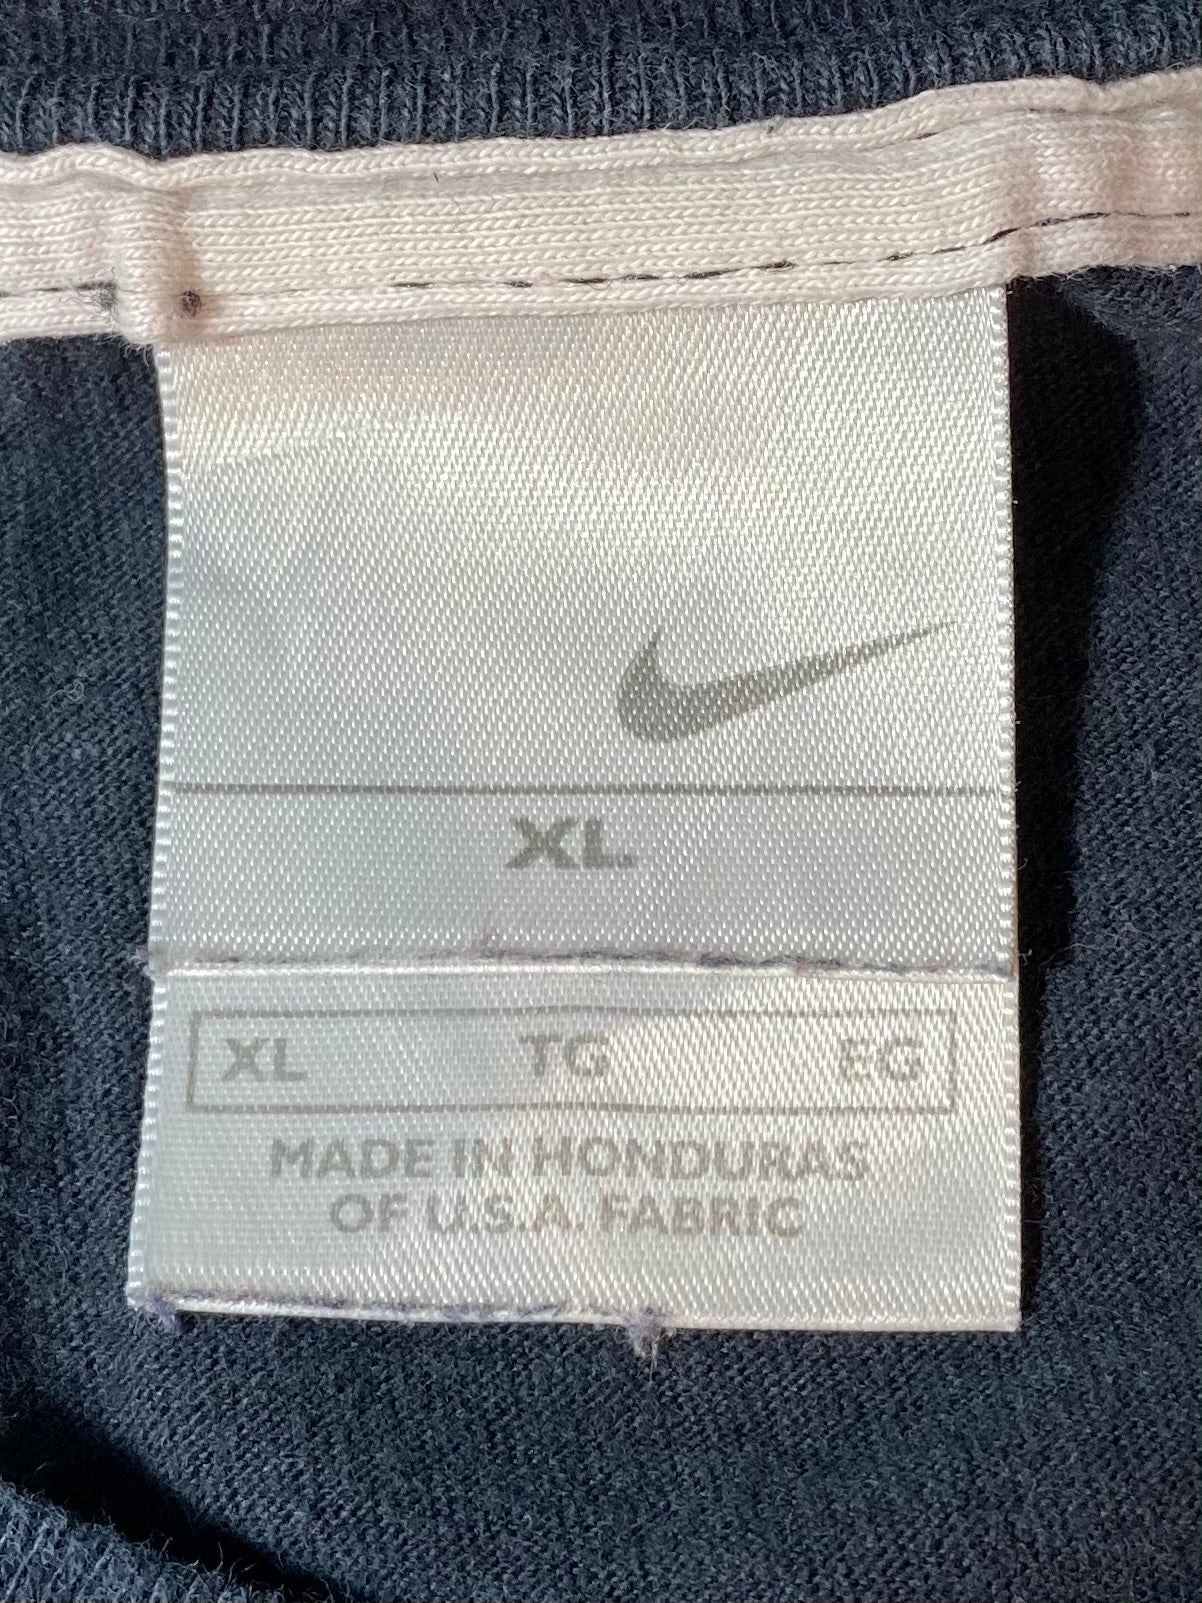 XL
XL TG EG
MADE IN HONDURAS
OF U.S.A. FABRIC